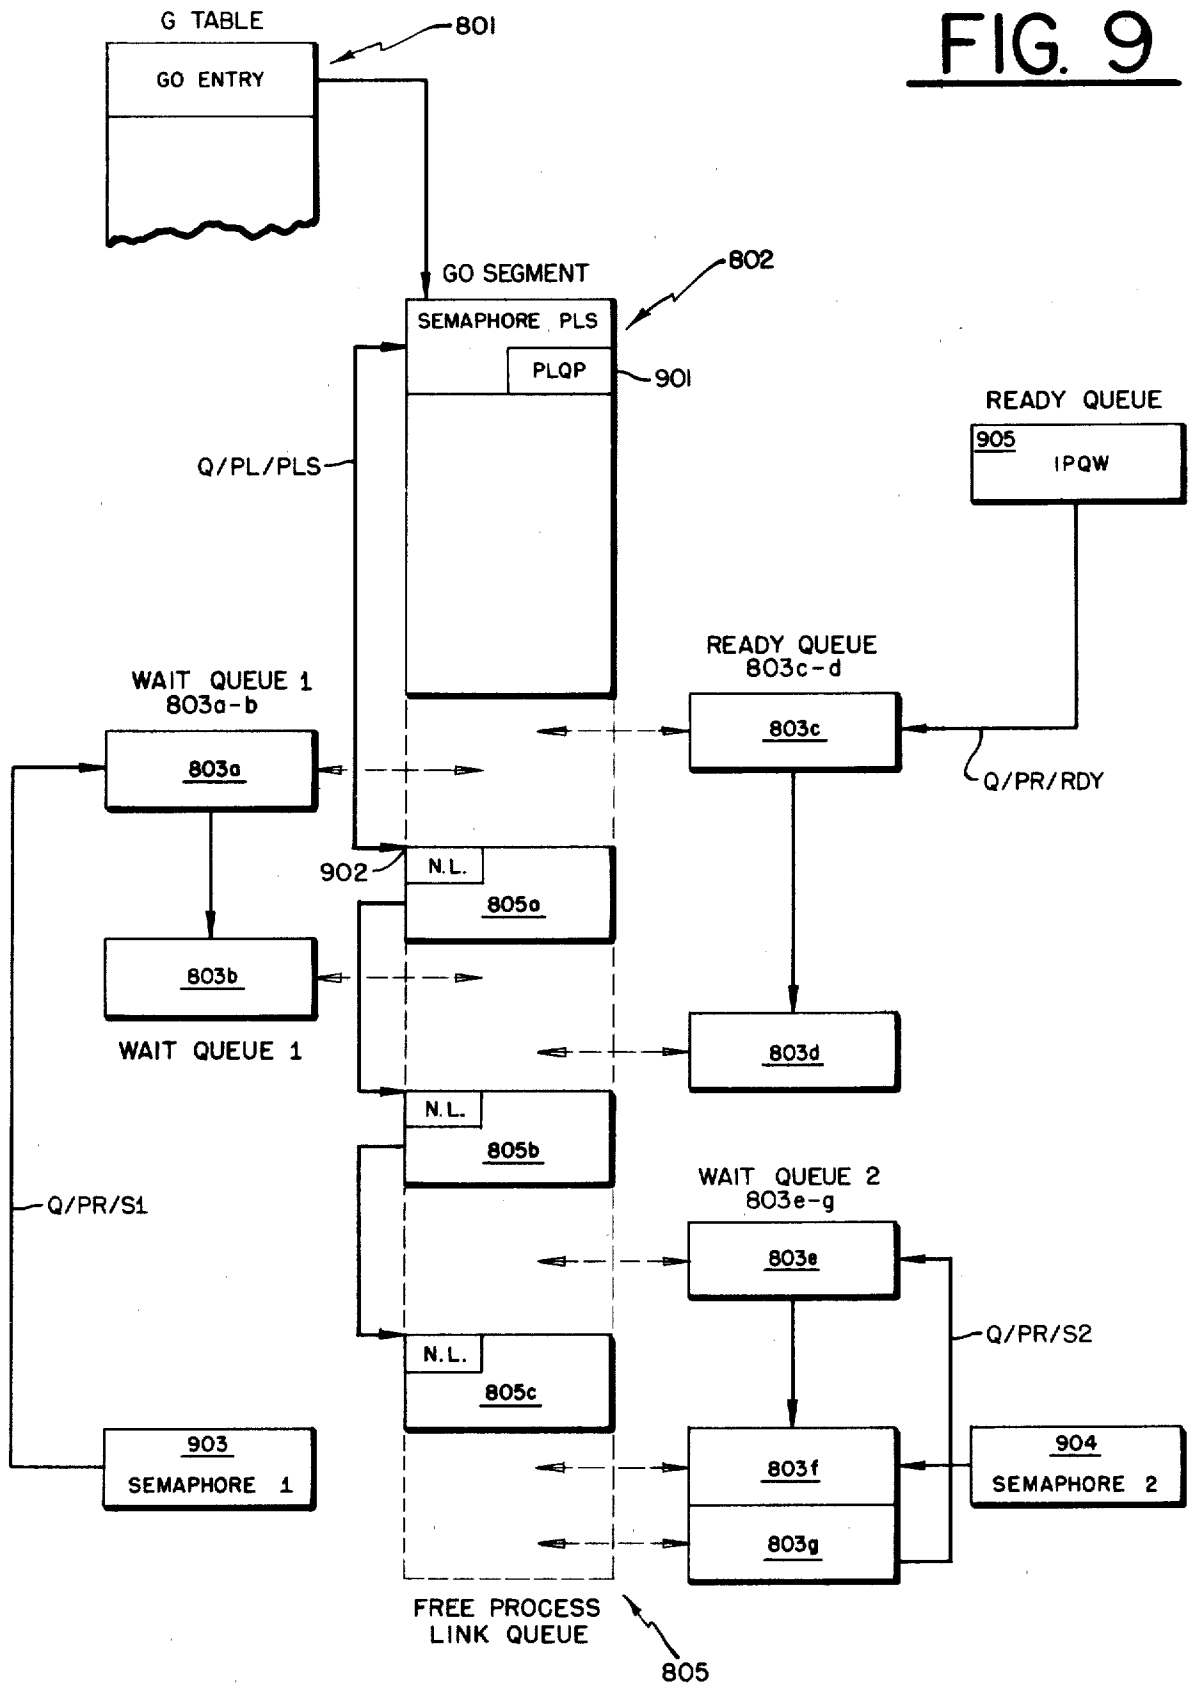 G TABLE
801
FIG. 9
GO ENTRY
802
GO SEGMENT
SEMAPHORE PLS
PLQP
901
READY QUEUE
905
IPQW
Q/PL/PLS
READY QUEUE
803c-d
WAIT QUEUE 1
803a-b
803c
803a
Q/PR/RDY
902
N.L.
805a
803b
WAIT QUEUE 1
803d
N.L.
805b
WAIT QUEUE 2
803e-g
Q/PR/S1
803e
Q/PR/S2
N.L.
805c
903
SEMAPHORE 1
803f
904
SEMAPHORE 2
803g
FREE PROCESS
LINK QUEUE
805